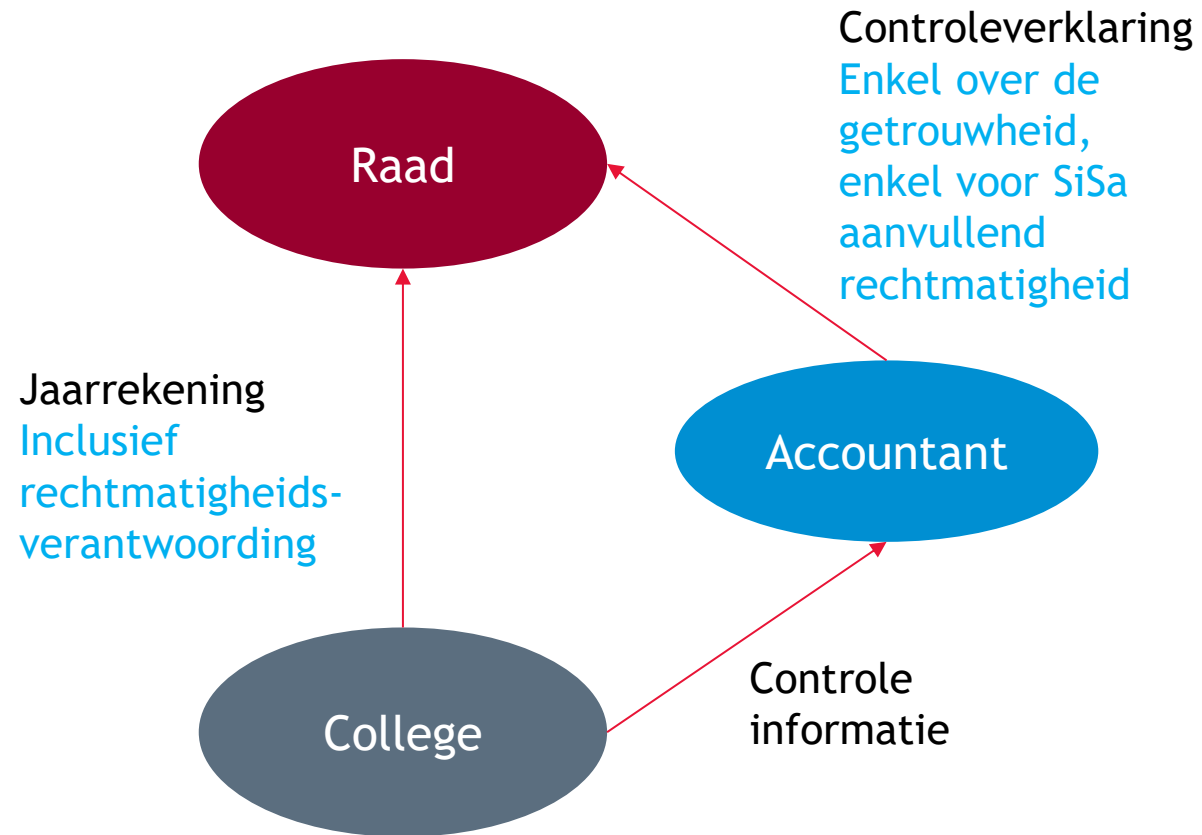 Controleverklaring
Enkel over de
getrouwheid,
enkel voor SiSa
aanvullend
rechtmatigheid
Raad
Jaarrekening
Inclusief
rechtmatigheids-
verantwoording
Accountant
College
Controle
informatie